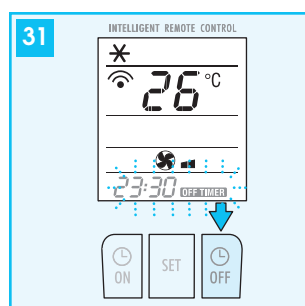 31
INTELLIGENT REMOTE CONTROL
26°C
23:30 OFF TIMER
ON
SET
OFF